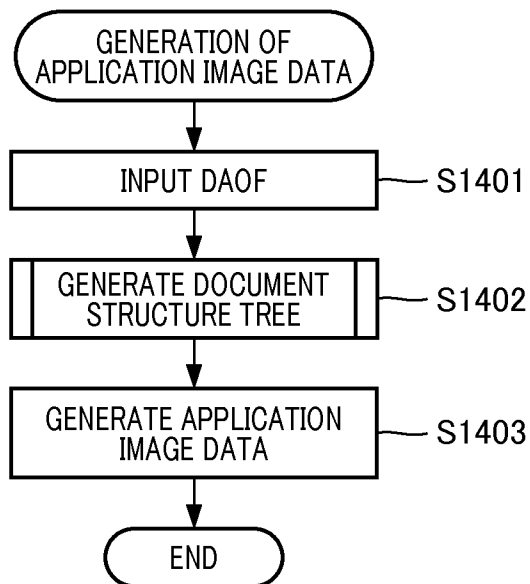 GENERATION OF
APPLICATION IMAGE DATA
INPUT DAOF
S1401
GENERATE DOCUMENT
STRUCTURE TREE
S1402
GENERATE APPLICATION
IMAGE DATA
S1403
END